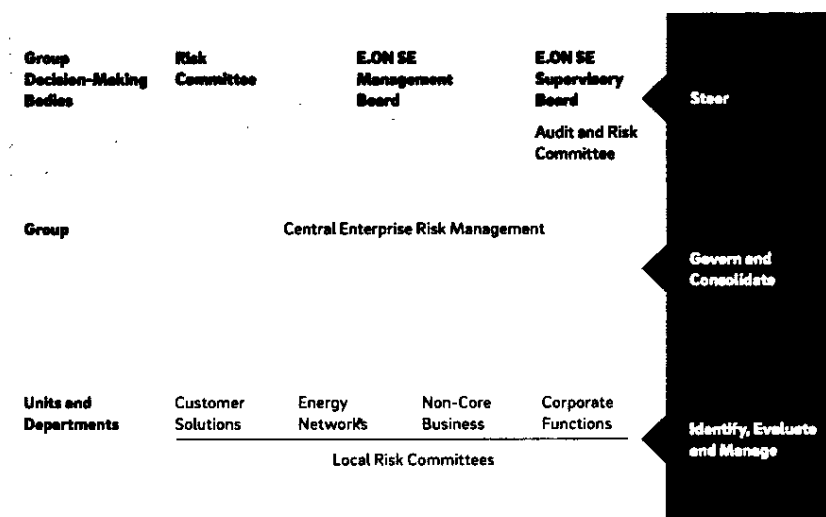 Group
Decision-Making
Bodies
Risk
Committee
E.ON SE
Management
Board
E.ON SE
Supervisory
Board
Audit and Risk
Committee
Steer
Group
Central Enterprise Risk Management
Govern and
Consolidate
Units and
Departments
Customer
Solutions
Energy
Networks
Non-Core
Business
Corporate
Functions
Local Risk Committees
Identify, Evaluate
and Manage